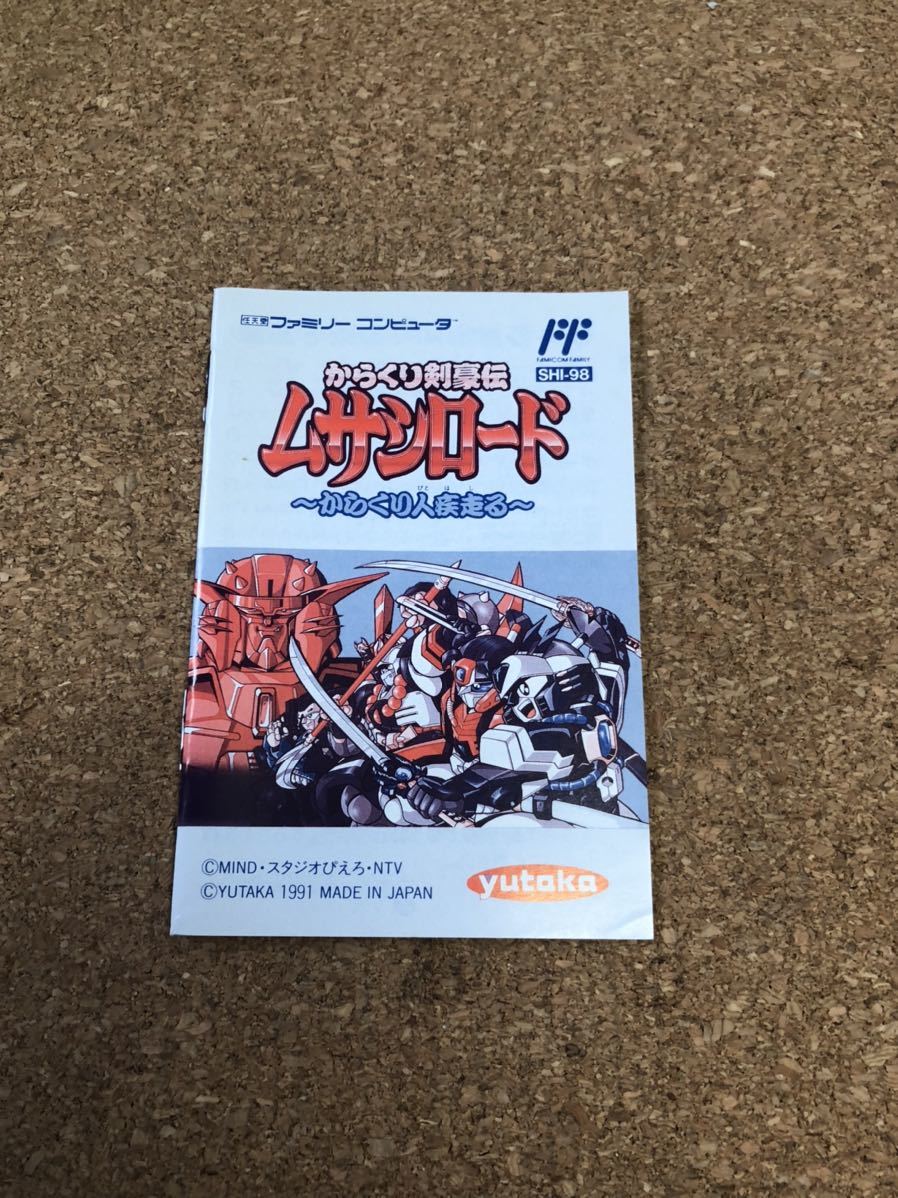 任天堂 ファミリー コンピュータ™
FAMICOM FAMILY
SHI-98
からくり剣豪伝
ムサシロード
びと はし
〜からくり人疾走る〜
©MIND・スタジオぴえろ・NTV
©YUTAKA 1991 MADE IN JAPAN
yutaka